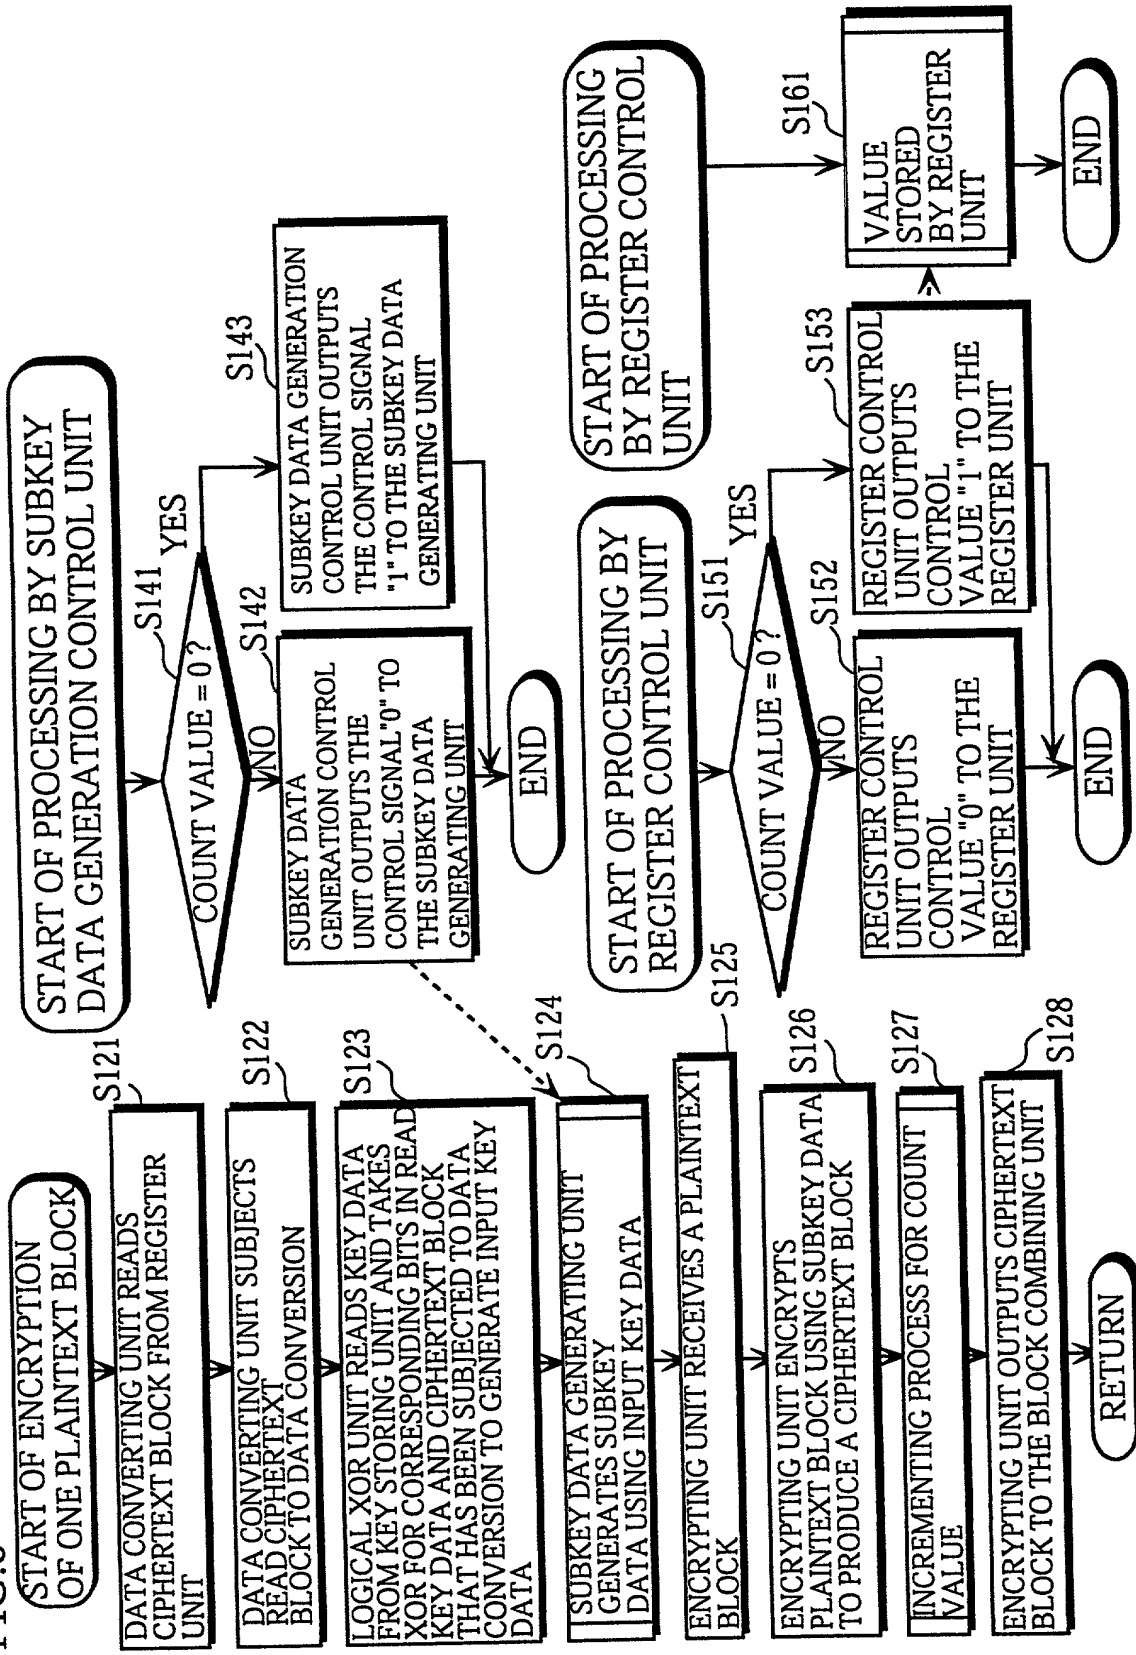 START OF ENCRYPTION
OF ONE PLAINTEXT BLOCK
S121
DATA CONVERTING UNIT READS
CIPHERTEXT BLOCK FROM REGISTER
UNIT
S122
DATA CONVERTING UNIT SUBJECTS
READ CIPHERTEXT
BLOCK TO DATA CONVERSION
S123
LOGICAL XOR UNIT READS KEY DATA
FROM KEY STORING UNIT AND TAKES
XOR FOR CORRESPONDING BITS IN READ
KEY DATA AND CIPHERTEXT BLOCK
THAT HAS BEEN SUBJECTED TO DATA
CONVERSION TO GENERATE INPUT KEY
DATA
S124
SUBKEY DATA GENERATING UNIT
GENERATES SUBKEY
DATA USING INPUT KEY DATA
S125
ENCRYPTING UNIT RECEIVES A PLAINTEXT
BLOCK
S126
ENCRYPTING UNIT ENCRYPTS
PLAINTEXT BLOCK USING SUBKEY DATA
TO PRODUCE A CIPHERTEXT BLOCK
S127
INCREMENTING PROCESS FOR COUNT
VALUE
S128
ENCRYPTING UNIT OUTPUTS CIPHERTEXT
BLOCK TO THE BLOCK COMBINING UNIT
RETURN
START OF PROCESSING BY SUBKEY
DATA GENERATION CONTROL UNIT
S141
COUNT VALUE = 0 ?
YES
NO
S142
SUBKEY DATA
GENERATION CONTROL
UNIT OUTPUTS THE
CONTROL SIGNAL"0" TO
THE SUBKEY DATA
GENERATING UNIT
S143
SUBKEY DATA GENERATION
CONTROL UNIT OUTPUTS
THE CONTROL SIGNAL
"1" TO THE SUBKEY DATA
GENERATING UNIT
END
START OF PROCESSING BY
REGISTER CONTROL UNIT
S151
COUNT VALUE = 0 ?
YES
NO
S152
REGISTER CONTROL
UNIT OUTPUTS
CONTROL
VALUE "0" TO THE
REGISTER UNIT
S153
REGISTER CONTROL
UNIT OUTPUTS
CONTROL
VALUE "1" TO THE
REGISTER UNIT
END
START OF PROCESSING
BY REGISTER CONTROL
UNIT
S161
VALUE
STORED
BY REGISTER
UNIT
END